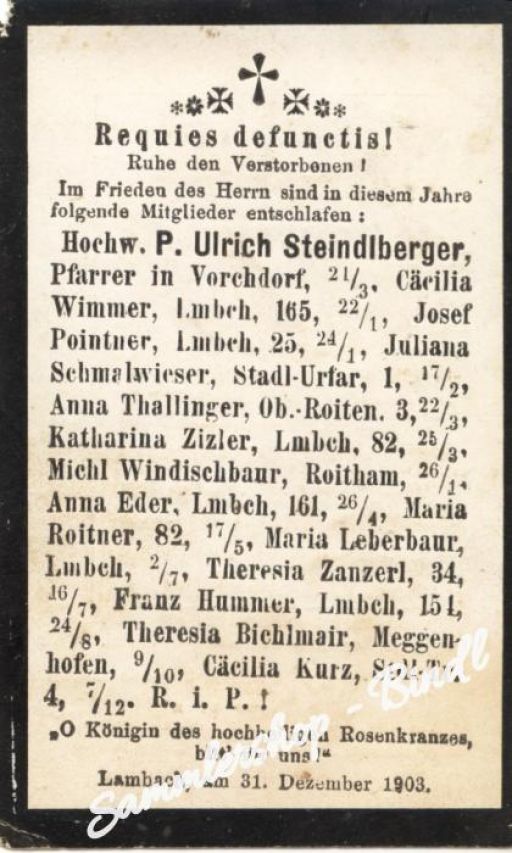 Requies defunctis!
Ruhe den Verstorbenen!
Im Frieden des Herrn sind in diesem Jahre
folgende Mitglieder entschlafen:
Hochw. P. Ulrich Steindlberger,
Pfarrer in Vorchdorf, 21/3, Cäcilia
Wimmer, Lmbch, 165, 22/1, Josef
Pointner, Lmbch, 25, 24/1, Juliana
Schmalwieser, Stadl-Urfar, 1, 17/2,
Anna Thallinger, Ob.-Roiten. 3, 22/3,
Katharina Zizler, Lmbch, 82, 25/3,
Michl Windischbaur, Roitham, 26/1.
Anna Eder, Lmbch, 161, 26/4, Maria
Roitner, 82, 17/5, Maria Leberbaur,
Lmbch, 2/7, Theresia Zanzerl, 34,
16/7, Franz Hummer, Lmbch, 154,
24/8, Theresia Bichlmair, Meggen-
hofen, 9/10, Cäcilia Kurz,
4, 7/12. R. i. P.!
„O Königin des hochheiligen Rosenkranzes,
uns!“
Lambach, am 31. Dezember 1903.
Sammlershop - Bindl